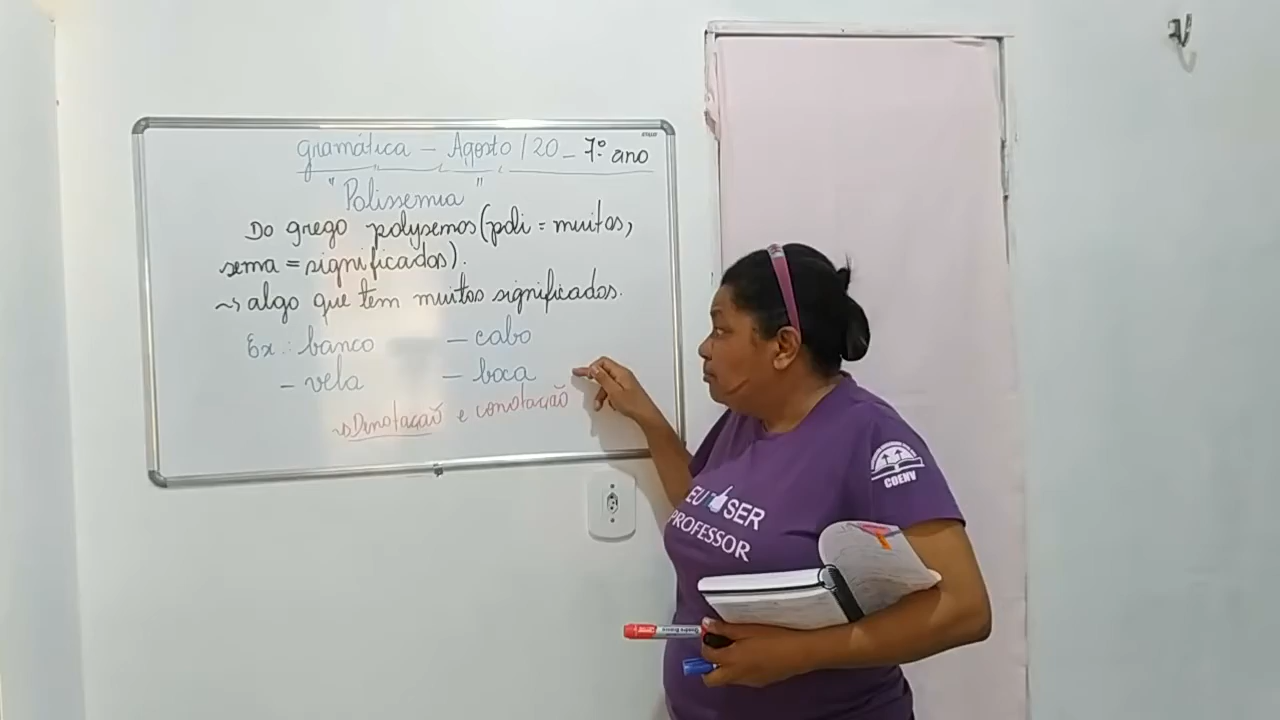 gramática - Agosto/20 - 7º ano
"Polissemia"
Do grego polysemos (poli = muitos,
sema = significados).
~> algo que tem muitos significados.
Ex.: banco - cabo
- vela - boca
~> Denotação e conotação
EU SER
PROFESSOR
COENV